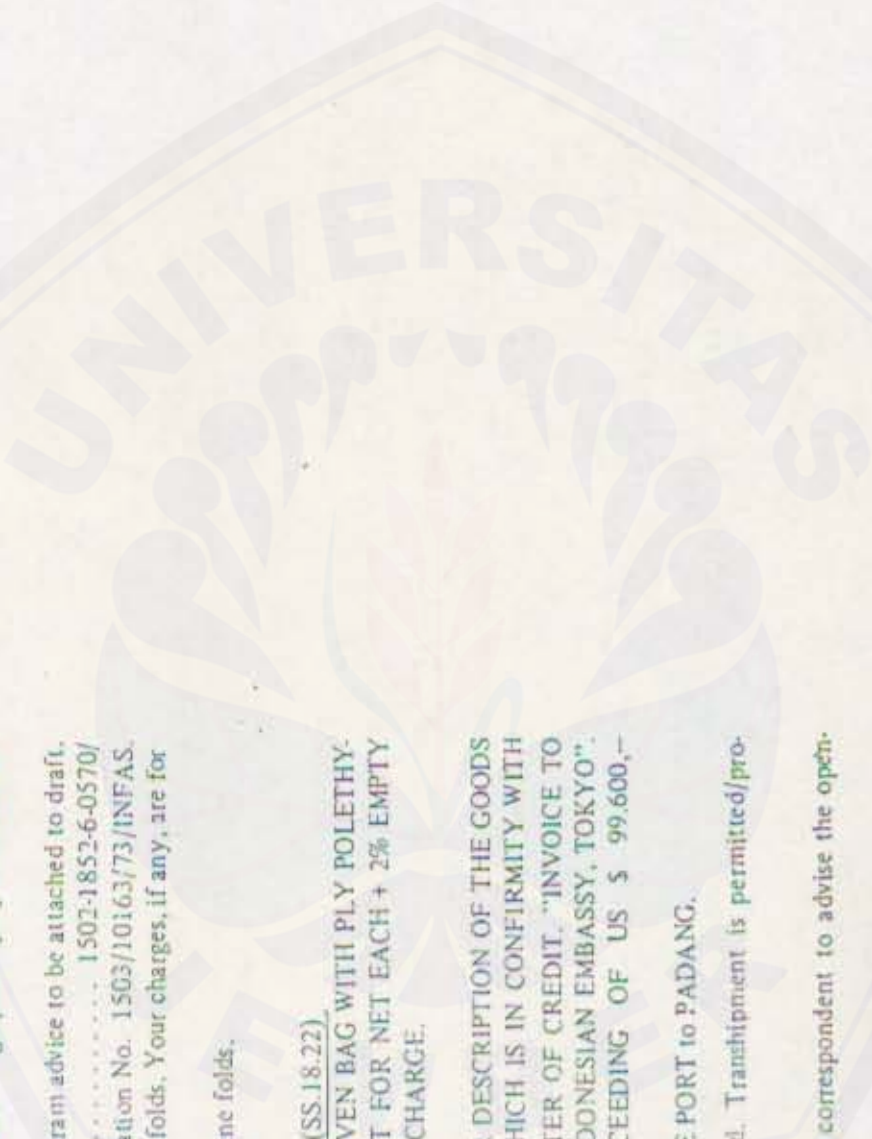 ram advice to be attached to draft.
1502-1852-6-0570/
ation No. 1503/10163/73/INFAS.
folds. Your charges, if any, are for
ne folds.
(SS.18.22)
VEN BAG WITH PLY POLETHY-
T FOR NET EACH + 2% EMPTY
CHARGE.
DESCRIPTION OF THE GOODS
HICH IS IN CONFIRMITY WITH
TER OF CREDIT. "INVOICE TO
DONESIAN EMBASSY, TOKYO".
CEEDING OF US $ 99.600,—
PORT to PADANG.
Transhipment is permitted/pro-
correspondent to advise the open-
UNIVERSITAS